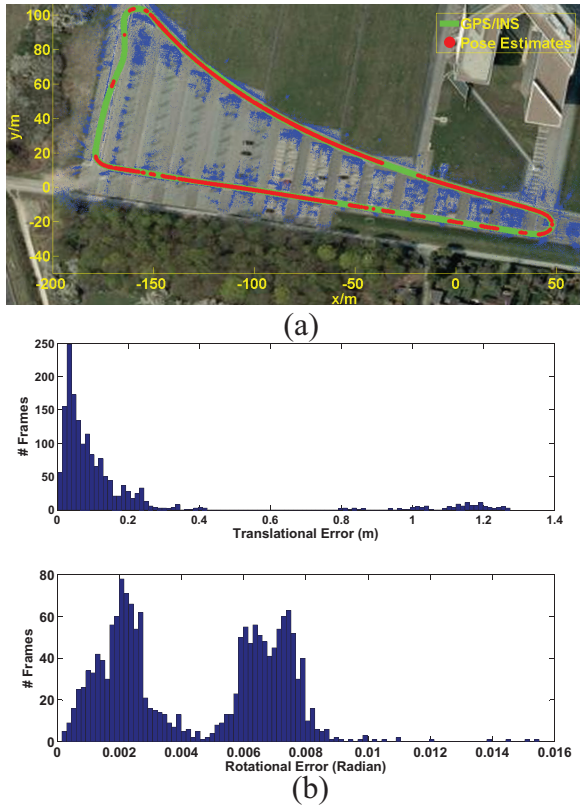 100
80
60
40
20
0
-20
-40
y/m
GPS/INS
Pose Estimates
-200 -150 -100 -50 0 50
x/m
(a)
250
200
150
100
50
0
# Frames
0 0.2 0.4 0.6 0.8 1 1.2 1.4
Translational Error (m)
80
60
40
20
0
# Frames
0 0.002 0.004 0.006 0.008 0.01 0.012 0.014 0.016
Rotational Error (Radian)
(b)